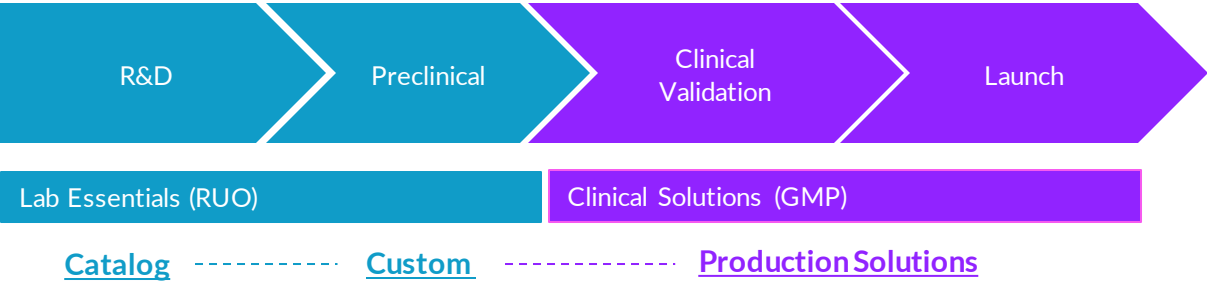 R&D
Preclinical
Clinical
Validation
Launch
Lab Essentials (RUO)
Clinical Solutions (GMP)
Catalog
Custom
Production Solutions